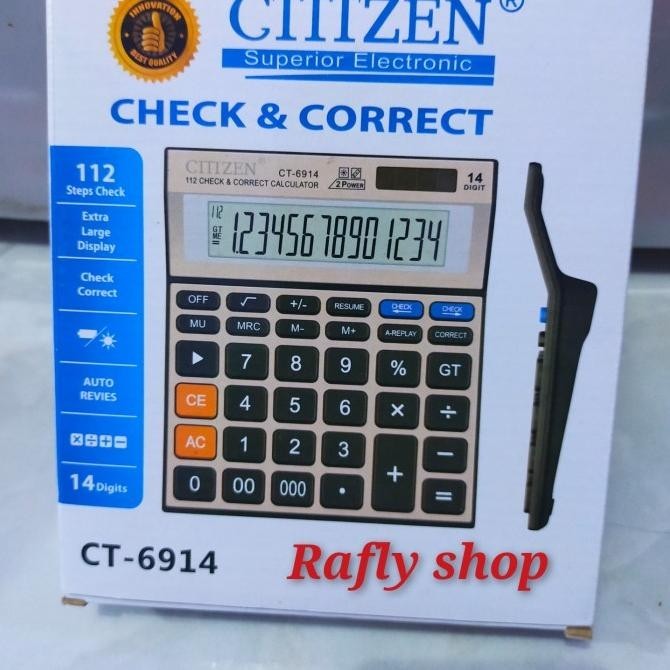 INNOVATION
BEST QUALITY
CITIZEN®
Superior Electronic
CHECK & CORRECT
112
Steps Check
Extra
Large
Display
Check
Correct
AUTO
REVIES
× ÷ + −
14 Digits
CITIZEN®
CT-6914
112 CHECK & CORRECT CALCULATOR
2 POWER
14
DIGIT
112
GT
ME
=
1,2345678901234
OFF √ +/- RESUME CHECK CHECK
MU MRC M- M+ A-REPLAY CORRECT
▶ 7 8 9 % GT
CE 4 5 6 × ÷
AC 1 2 3 + −
0 00 000 • =
CT-6914
Rafly shop